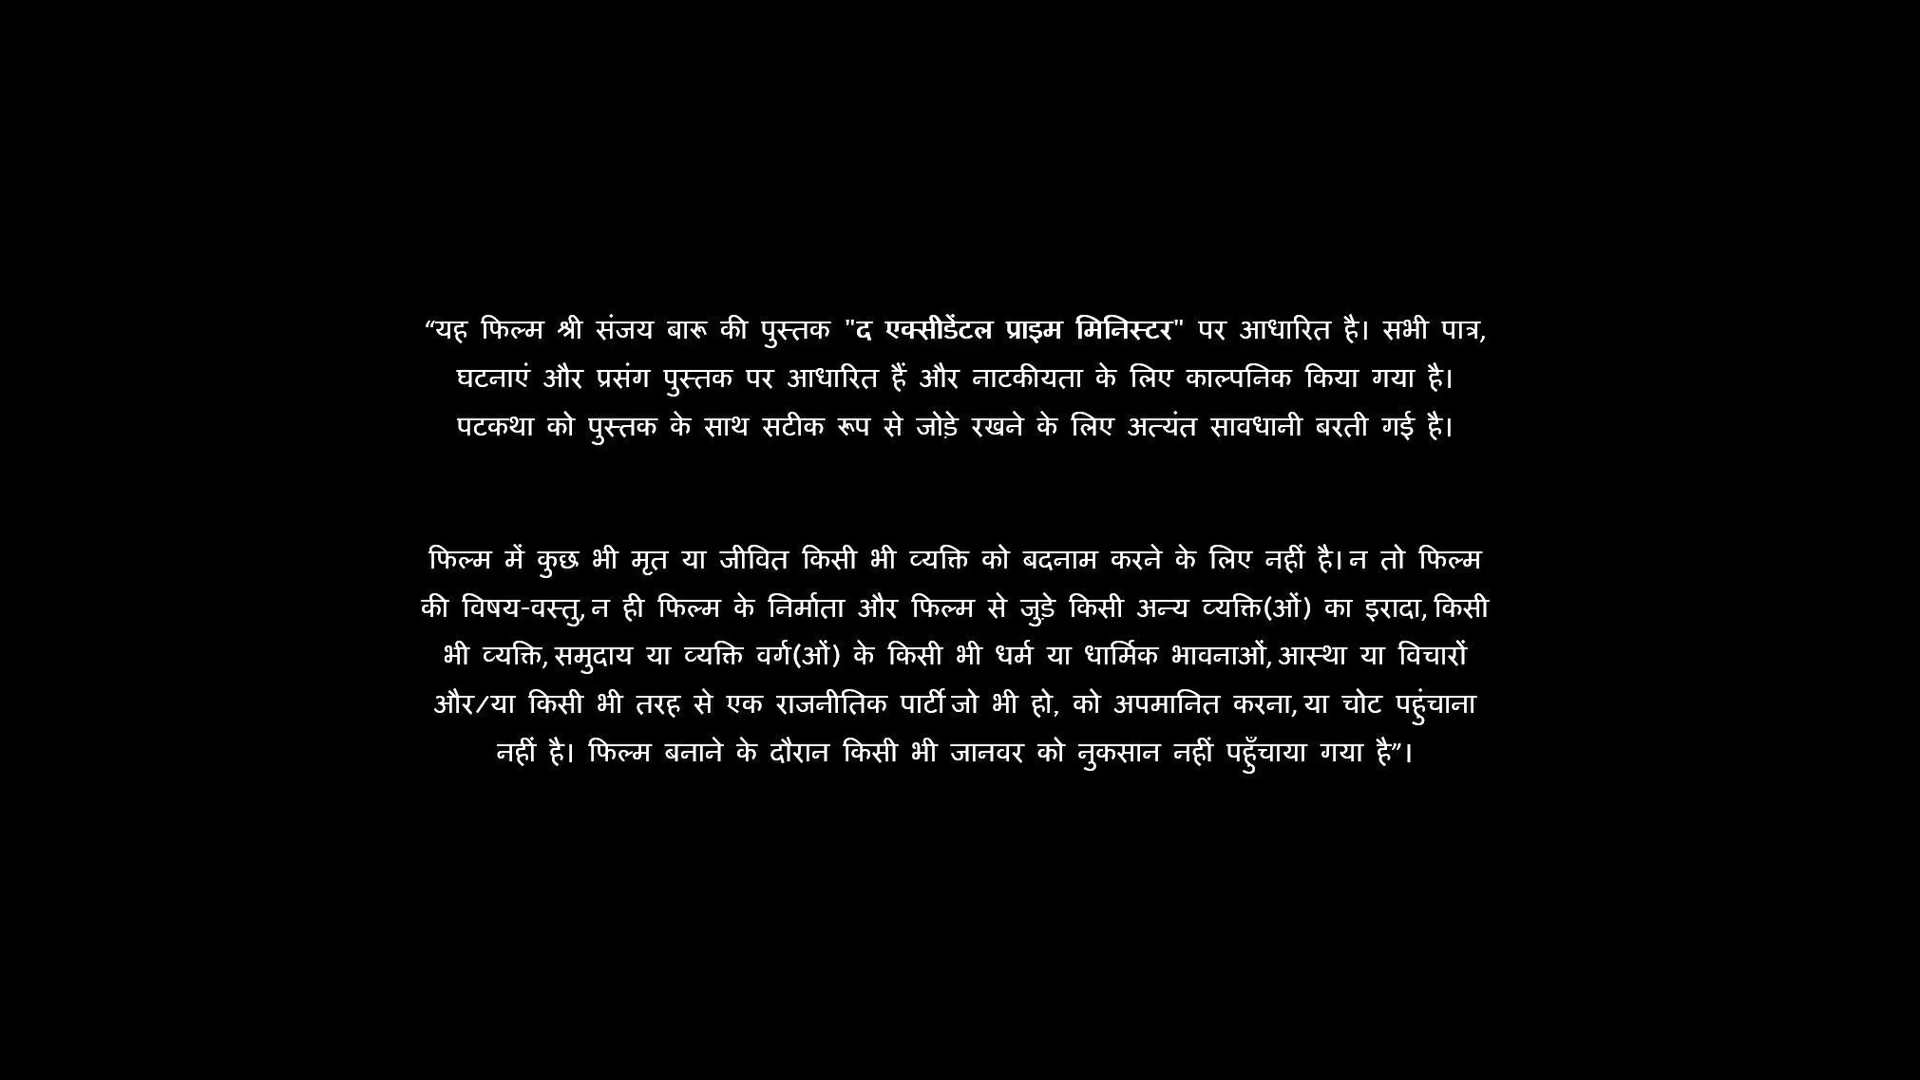 “यह फिल्म श्री संजय बारू की पुस्तक "द एक्सीडेंटल प्राइम मिनिस्टर" पर आधारित है। सभी पात्र,
घटनाएं और प्रसंग पुस्तक पर आधारित हैं और नाटकीयता के लिए काल्पनिक किया गया है।
पटकथा को पुस्तक के साथ सटीक रूप से जोड़े रखने के लिए अत्यंत सावधानी बरती गई है।
फिल्म में कुछ भी मृत या जीवित किसी भी व्यक्ति को बदनाम करने के लिए नहीं है। न तो फिल्म
की विषय-वस्तु, न ही फिल्म के निर्माता और फिल्म से जुड़े किसी अन्य व्यक्ति(ओं) का इरादा, किसी
भी व्यक्ति, समुदाय या व्यक्ति वर्ग(ओं) के किसी भी धर्म या धार्मिक भावनाओं, आस्था या विचारों
और/या किसी भी तरह से एक राजनीतिक पार्टी जो भी हो, को अपमानित करना, या चोट पहुंचाना
नहीं है। फिल्म बनाने के दौरान किसी भी जानवर को नुकसान नहीं पहुँचाया गया है”।